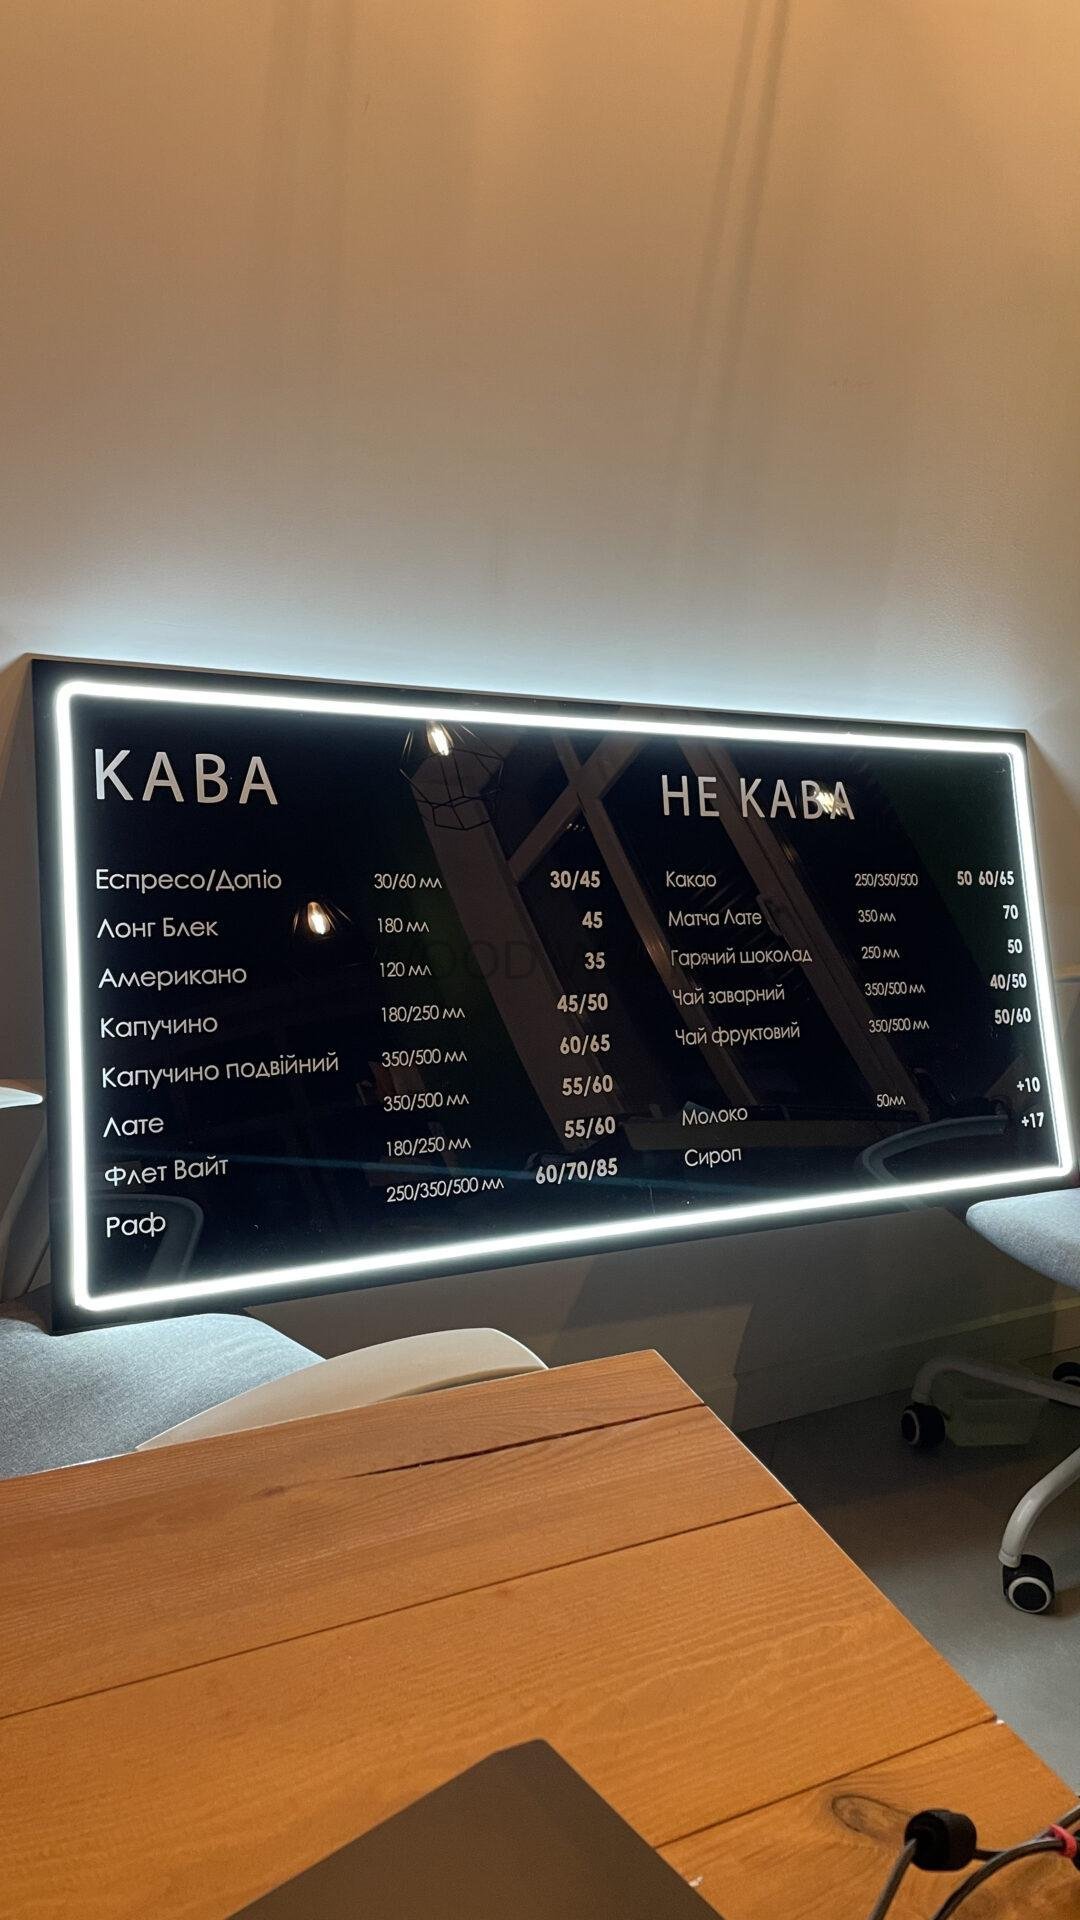 КАВА
Еспресо/Допіо 30/60 мл 30/45
Лонг Блек 180 мл 45
Американо 120 мл 35
Капучино 180/250 мл 45/50
Капучино подвійний 350/500 мл 60/65
Лате 350/500 мл 55/60
Флет Вайт 180/250 мл 55/60
Раф 250/350/500 мл 60/70/85
НЕ КАВА
Какао 250/350/500 50 60/65
Матча Лате 350 мл 70
Гарячий шоколад 250 мл 50
Чай заварний 350/500 мл 40/50
Чай фруктовий 350/500 мл 50/60
Молоко 50мл +10
Сироп +17